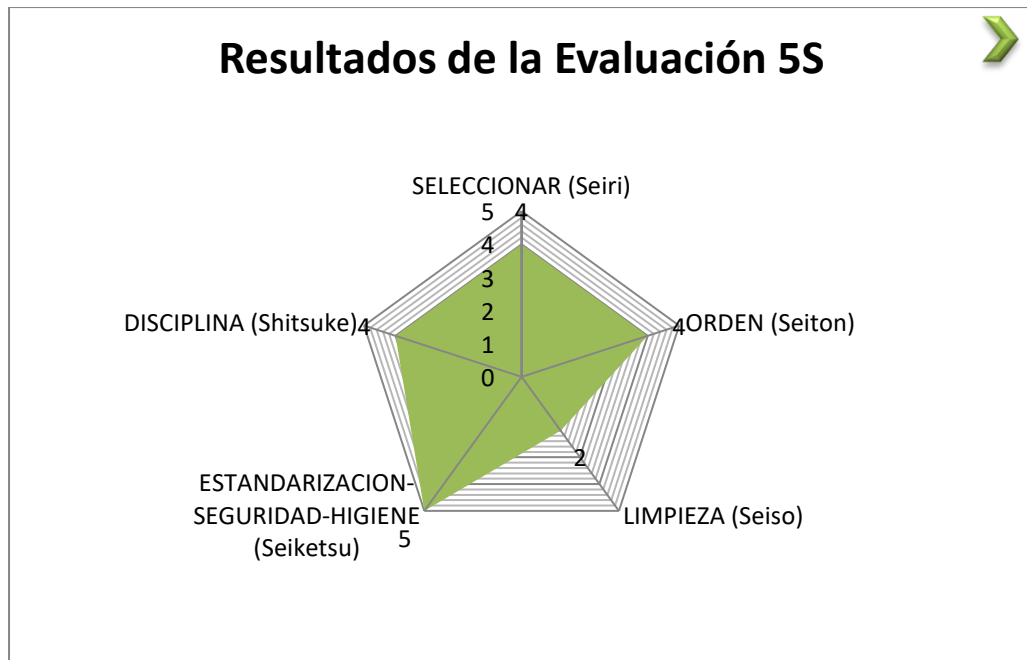 Resultados de la Evaluación 5S
SELECCIONAR (Seiri)
5
4
4
3
2
1
0
DISCIPLINA (Shitsuke)
4
4
ORDEN (Seiton)
2
ESTANDARIZACION-
SEGURIDAD-HIGIENE
(Seiketsu)
5
LIMPIEZA (Seiso)